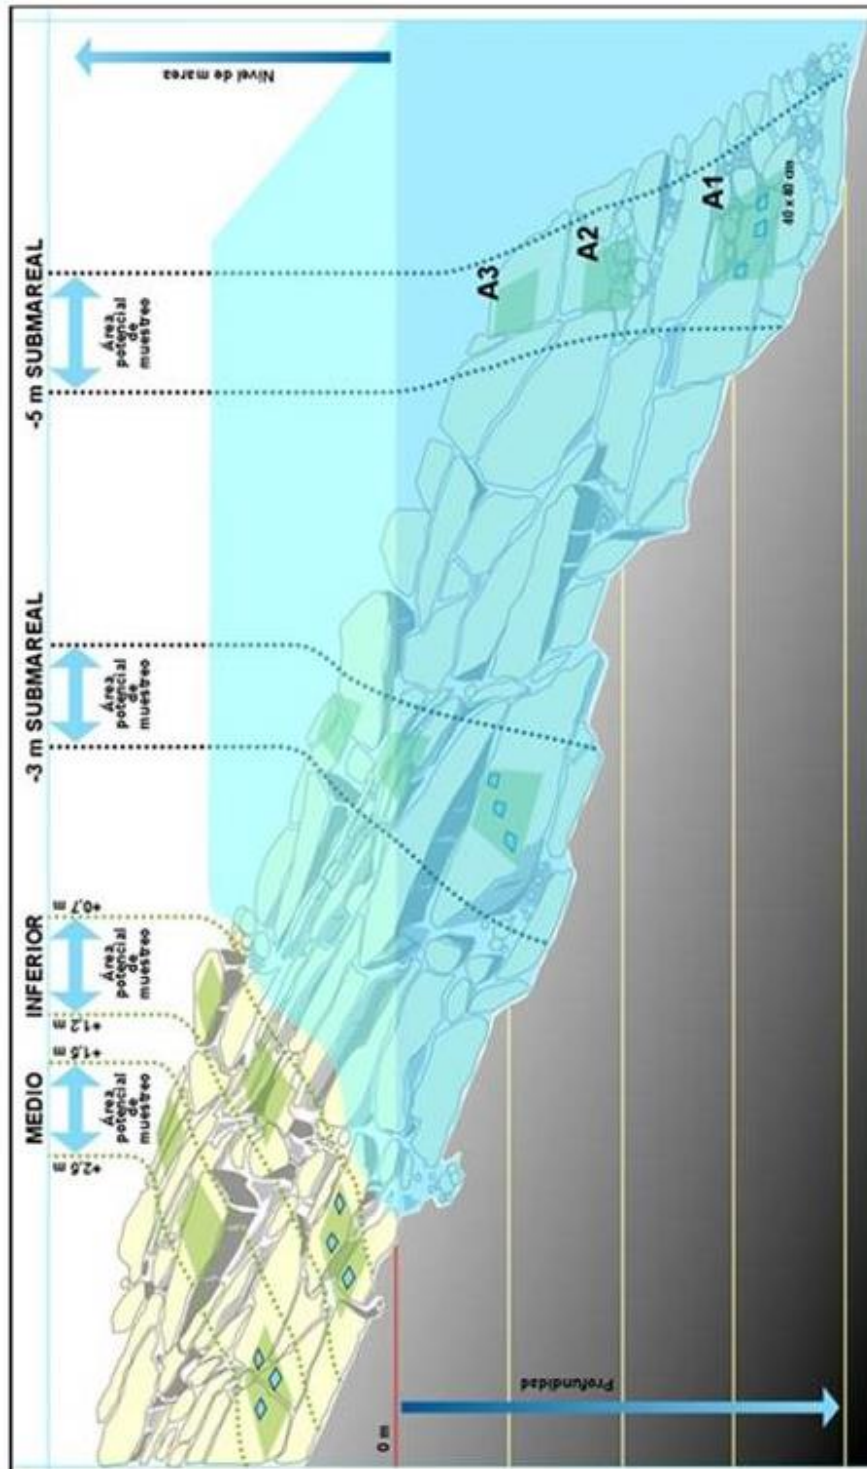 Nivel de marea
-5 m SUBMAREAL
Área
potencial
de
muestreo
-3 m SUBMAREAL
Área
potencial
de
muestreo
INFERIOR
+0,7 m
Área
potencial
de
muestreo
+1,2 m
MEDIO
+1,6 m
Área
potencial
de
muestreo
+2,6 m
A3
A2
A1
40 x 40 cm
0 m
Profundidad